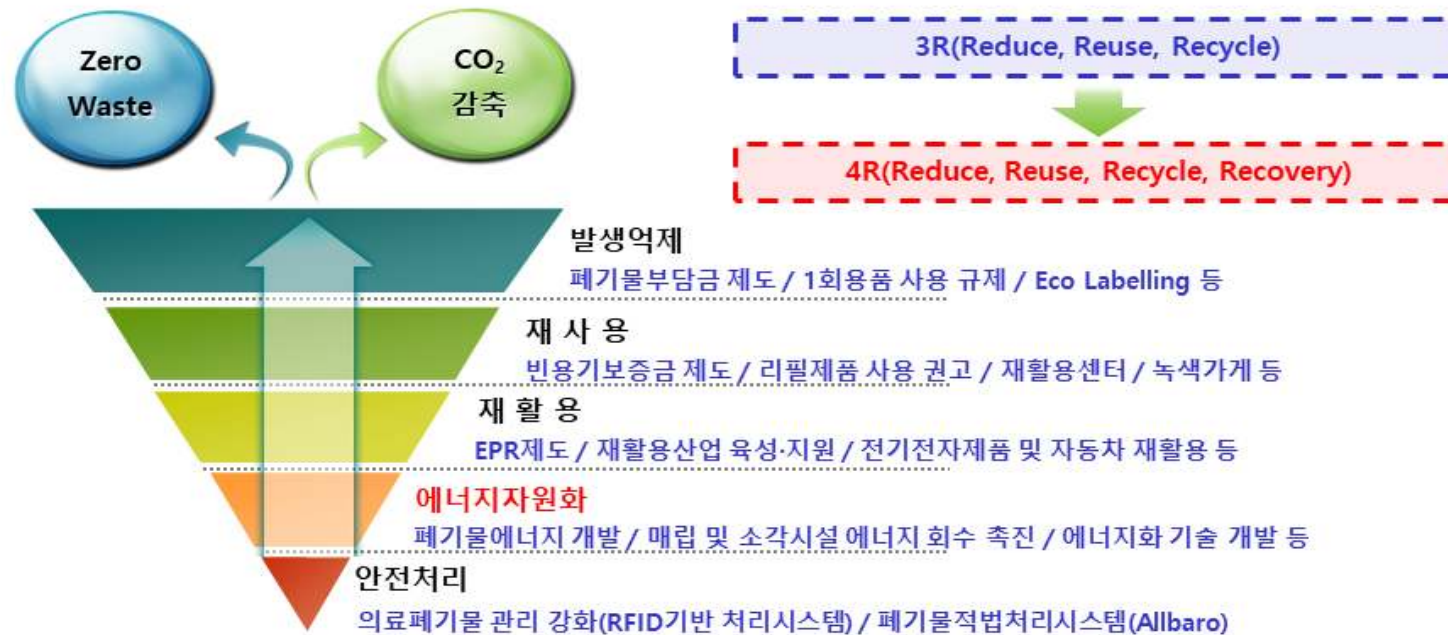 Zero
Waste
CO₂
감축
3R(Reduce, Reuse, Recycle)
4R(Reduce, Reuse, Recycle, Recovery)
발생억제
폐기물부담금 제도 / 1회용품 사용 규제 / Eco Labelling 등
재 사 용
빈용기보증금 제도 / 리필제품 사용 권고 / 재활용센터 / 녹색가게 등
재 활 용
EPR제도 / 재활용산업 육성·지원 / 전기전자제품 및 자동차 재활용 등
에너지자원화
폐기물에너지 개발 / 매립 및 소각시설 에너지 회수 촉진 / 에너지화 기술 개발 등
안전처리
의료폐기물 관리 강화(RFID기반 처리시스템) / 폐기물적법처리시스템(Allbaro)